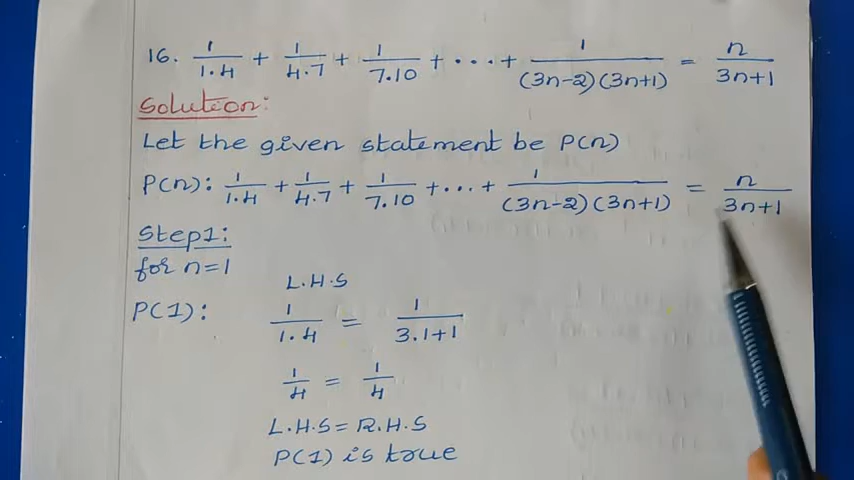 16. 1/1.4 + 1/4.7 + 1/7.10 + ... + 1/(3n-2)(3n+1) = n/3n+1
Solution:
Let the given statement be P(n)
P(n): 1/1.4 + 1/4.7 + 1/7.10 + ... + 1/(3n-2)(3n+1) = n/3n+1
Step1:
for n=1
L.H.S
P(1): 1/1.4 = 1/3.1+1
1/4 = 1/4
L.H.S = R.H.S
P(1) is true